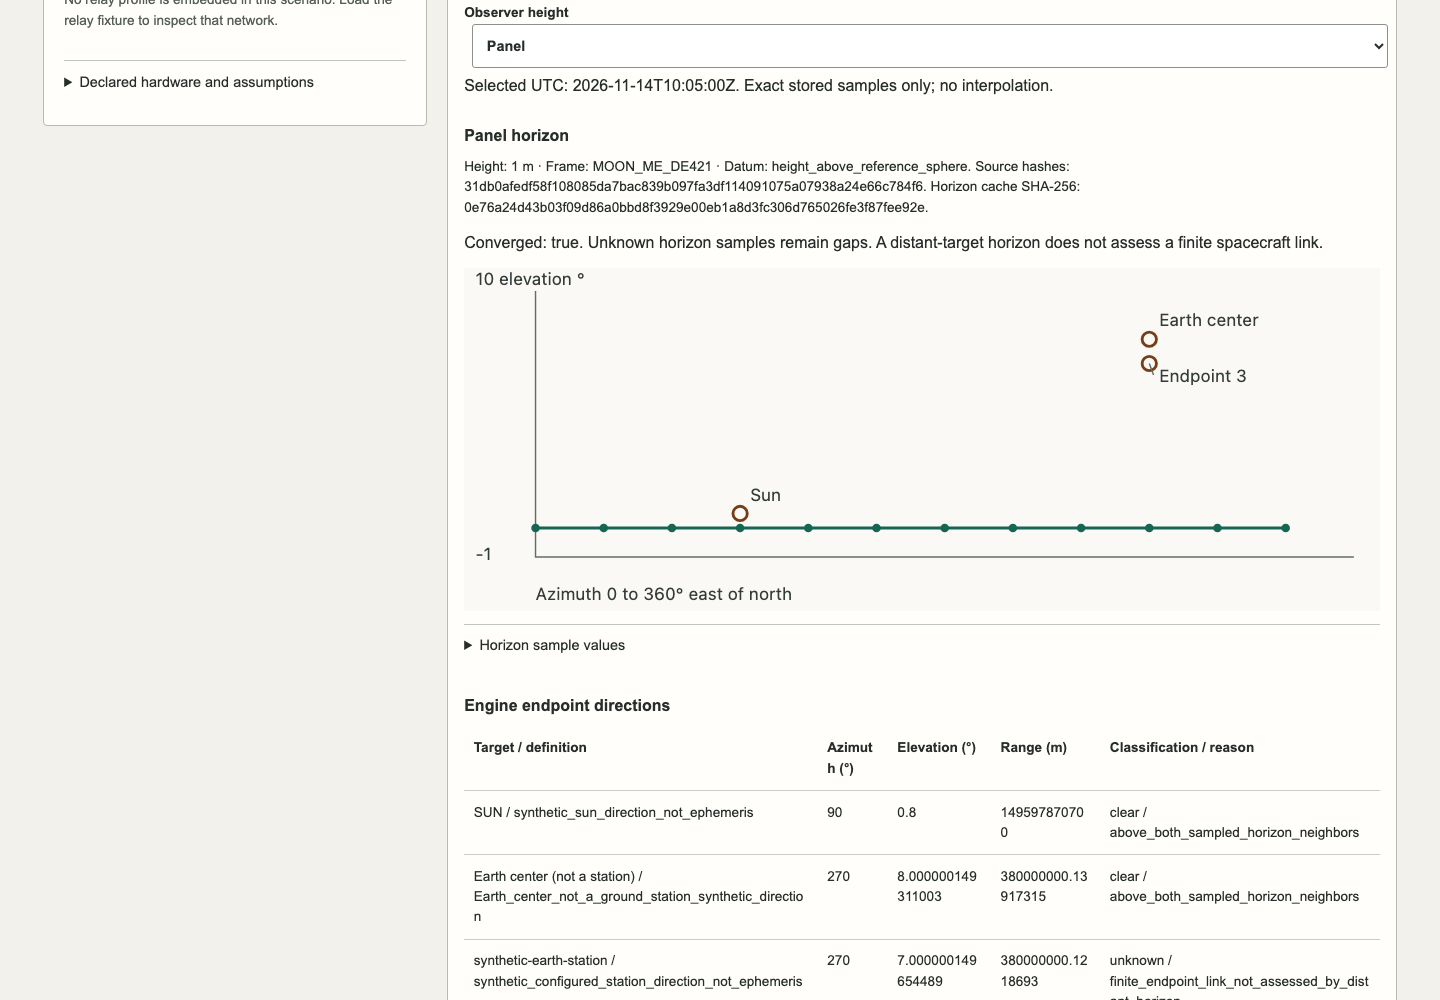 relay fixture to inspect that network.
Declared hardware and assumptions
Observer height
Panel
Selected UTC: 2026-11-14T10:05:00Z. Exact stored samples only; no interpolation.
Panel horizon
Height: 1 m · Frame: MOON_ME_DE421 · Datum: height_above_reference_sphere. Source hashes:
31db0afedf58f108085da7bac839b097fa3df114091075a07938a24e66c784f6. Horizon cache SHA-256:
0e76a24d43b03f09d86a0bbd8f3929e00eb1a8d3fc306d765026fe3f87fee92e.
Converged: true. Unknown horizon samples remain gaps. A distant-target horizon does not assess a finite spacecraft link.
10 elevation °
Earth center
Endpoint 3
Sun
-1
Azimuth 0 to 360° east of north
Horizon sample values
Engine endpoint directions
Target / definition
Azimut
h (°)
Elevation (°)
Range (m)
Classification / reason
SUN / synthetic_sun_direction_not_ephemeris
90
0.8
14959787070
0
clear /
above_both_sampled_horizon_neighbors
Earth center (not a station) /
Earth_center_not_a_ground_station_synthetic_directio
n
270
8.000000149
311003
380000000.13
917315
clear /
above_both_sampled_horizon_neighbors
synthetic-earth-station /
synthetic_configured_station_direction_not_ephemeris
270
7.000000149
654489
380000000.12
18693
unknown /
finite_endpoint_link_not_assessed_by_dist